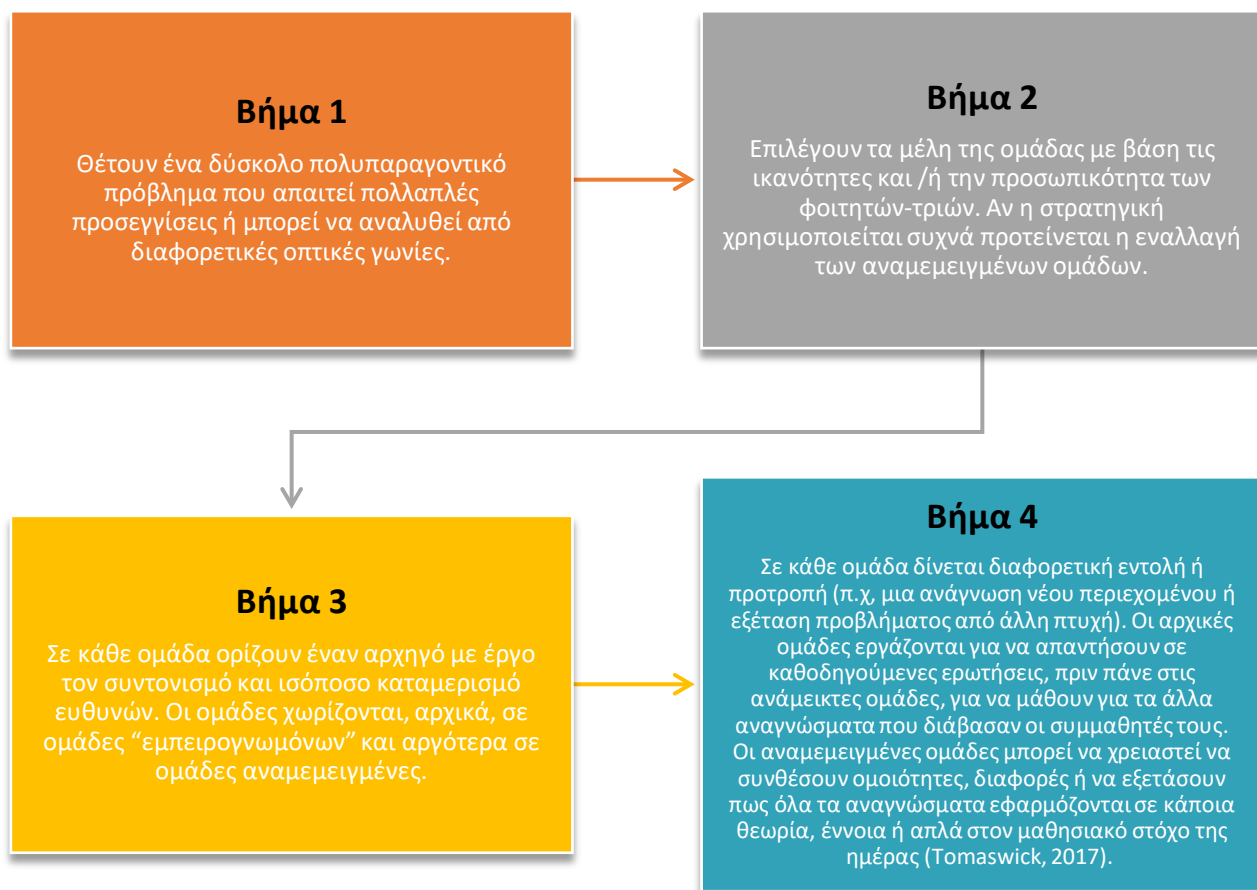 Βήμα 1
Θέτουν ένα δύσκολο πολυπαραγοντικό
πρόβλημα που απαιτεί πολλαπλές
προσεγγίσεις ή μπορεί να αναλυθεί από
διαφορετικές οπτικές γωνίες.
Βήμα 2
Επιλέγουν τα μέλη της ομάδας με βάση τις
ικανότητες και /ή την προσωπικότητα των
φοιτητών-τριών. Αν η στρατηγική
χρησιμοποιείται συχνά προτείνεται η εναλλαγή
των αναμεμειγμένων ομάδων.
Βήμα 3
Σε κάθε ομάδα ορίζουν έναν αρχηγό με έργο
τον συντονισμό και ισόποσο καταμερισμό
ευθυνών. Οι ομάδες χωρίζονται, αρχικά, σε
ομάδες “εμπειρογνωμόνων” και αργότερα σε
ομάδες αναμεμειγμένες.
Βήμα 4
Σε κάθε ομάδα δίνεται διαφορετική εντολή ή
προτροπή (π.χ, μια ανάγνωση νέου περιεχομένου ή
εξέταση προβλήματος από άλλη πτυχή). Οι αρχικές
ομάδες εργάζονται για να απαντήσουν σε
καθοδηγούμενες ερωτήσεις, πριν πάνε στις
ανάμεικτες ομάδες, για να μάθουν για τα άλλα
αναγνώσματα που διάβασαν οι συμμαθητές τους.
Οι αναμεμειγμένες ομάδες μπορεί να χρειαστεί να
συνθέσουν ομοιότητες, διαφορές ή να εξετάσουν
πως όλα τα αναγνώσματα εφαρμόζονται σε κάποια
θεωρία, έννοια ή απλά στον μαθησιακό στόχο της
ημέρας (Tomaswick, 2017).